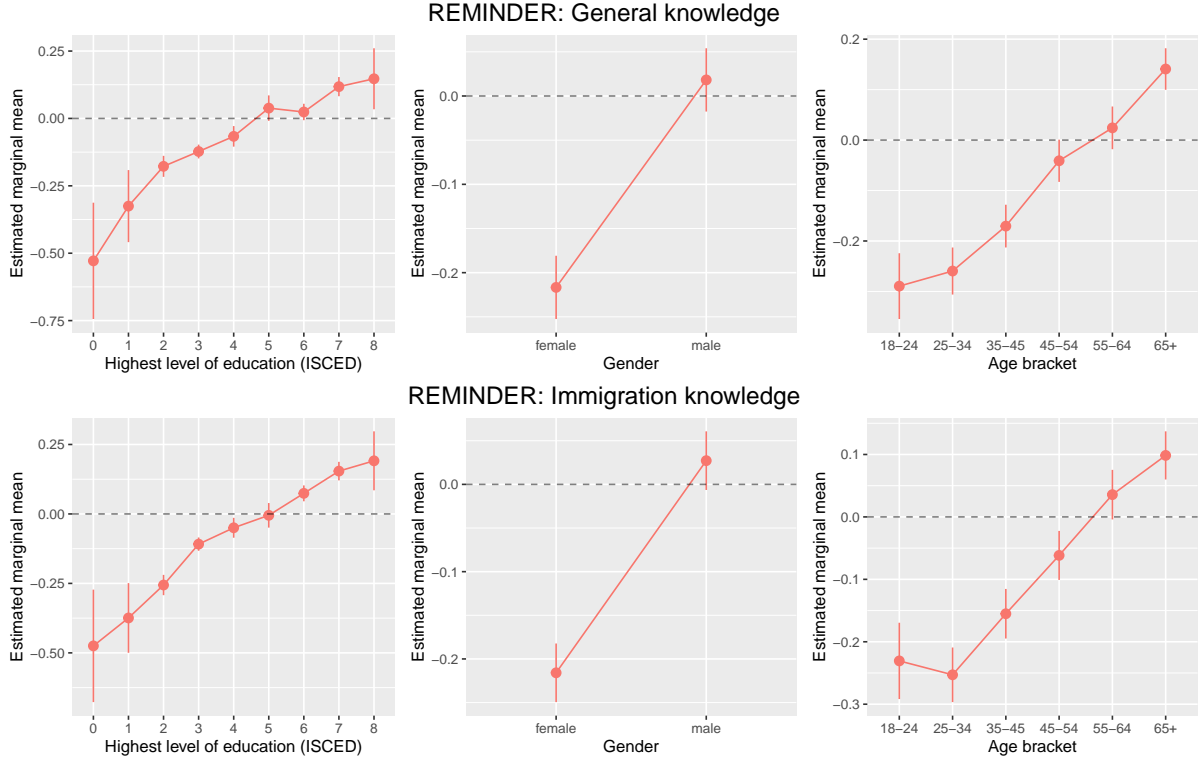 REMINDER: General knowledge
Estimated marginal mean
0.25
0.00
−0.25
−0.50
−0.75
0 1 2 3 4 5 6 7 8
Highest level of education (ISCED)
Estimated marginal mean
0.0
−0.1
−0.2
female male
Gender
Estimated marginal mean
0.2
0.0
−0.2
18−24 25−34 35−45 45−54 55−64 65+
Age bracket
REMINDER: Immigration knowledge
Estimated marginal mean
0.25
0.00
−0.25
−0.50
0 1 2 3 4 5 6 7 8
Highest level of education (ISCED)
Estimated marginal mean
0.0
−0.1
−0.2
female male
Gender
Estimated marginal mean
0.1
0.0
−0.1
−0.2
−0.3
18−24 25−34 35−45 45−54 55−64 65+
Age bracket